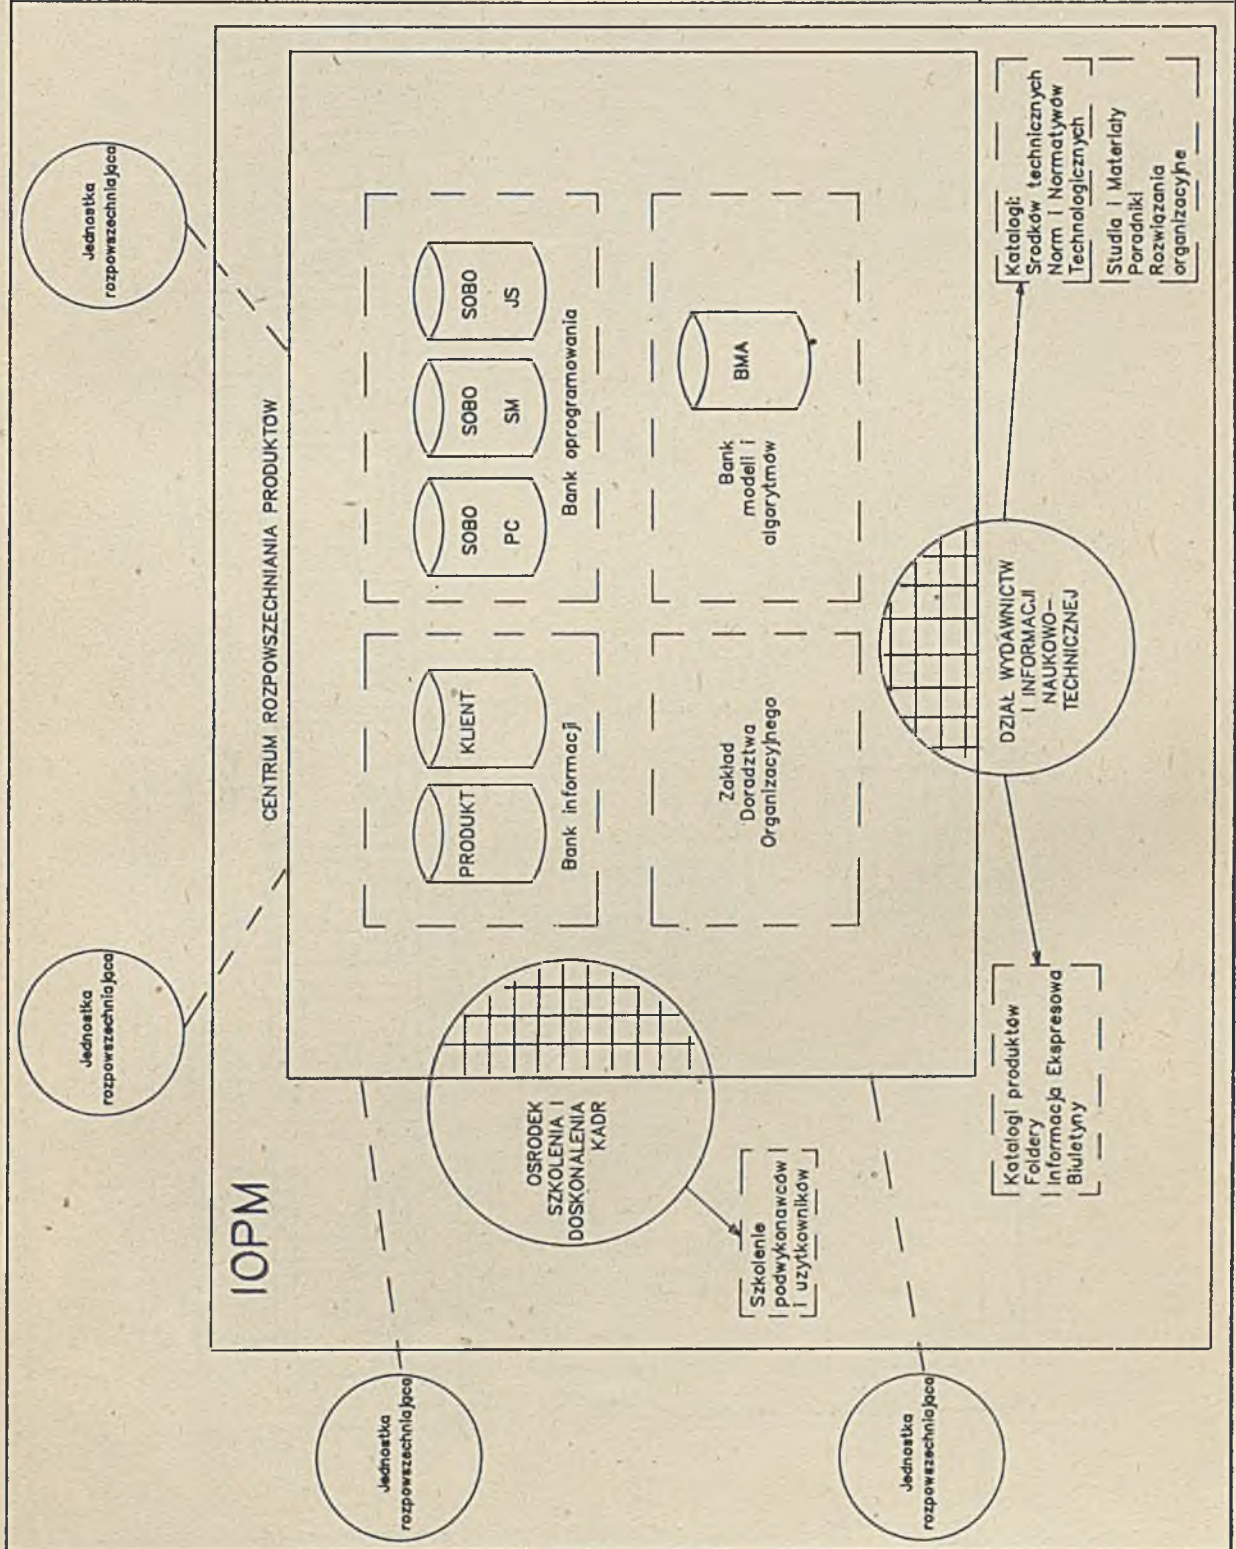 Jednostka
rozpowszechniająca
Jednostka
rozpowszechniająca
IOPM
CENTRUM ROZPOWSZECHNIANIA PRODUKTOW
Jednostka
rozpowszechniająca
PRODUKT
KLIENT
Bank informacji
SOBO
PC
SOBO
SM
SOBO
JS
Bank oprogramowania
OSRODEK
SZKOLENIA I
DOSKONALENIA
KADR
Szkolenie
podwykonawców
i uzytkowników
Zakład
Doradztwa
Organizacyjnego
Bank
modeli i
algorytmów
BMA
Jednostka
rozpowszechniająca
DZIAŁ WYDAWNICTW
I INFORMACJI
NAUKOWO-
TECHNICZNEJ
Katalogi produktów
Foldery
Informacja Ekspresowa
Biuletyny
Katalogi:
Srodków technicznych
Norm i Normatywów
Technologicznych
Studia i Materiały
Poradniki
Rozwiązania
organizacyjne